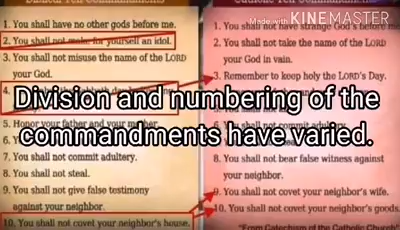 Made with KINEMASTER
1. You shall have no other gods before me.
2. You shall not make for yourself an idol.
3. You shall not misuse the name of the LORD
your God.
4.
5. Honor your father and your mother.
7. You shall not commit adultery.
8. You shall not steal.
9. You shall not give false testimony
against your neighbor.
10. You shall not covet your neighbor's house.
1. You shall not have strange God's
2. You shall not take the name of the LORD
your God in vain.
3. Remember to keep holy the LORD'S Day.
8. You shall not bear false witness against
your neighbor.
9. You shall not covet your neighbor's wife.
10. You shall not covet your neighbor's goods.
"From Catechism of the Catholic Church"
Division and numbering of the
commandments have varied.